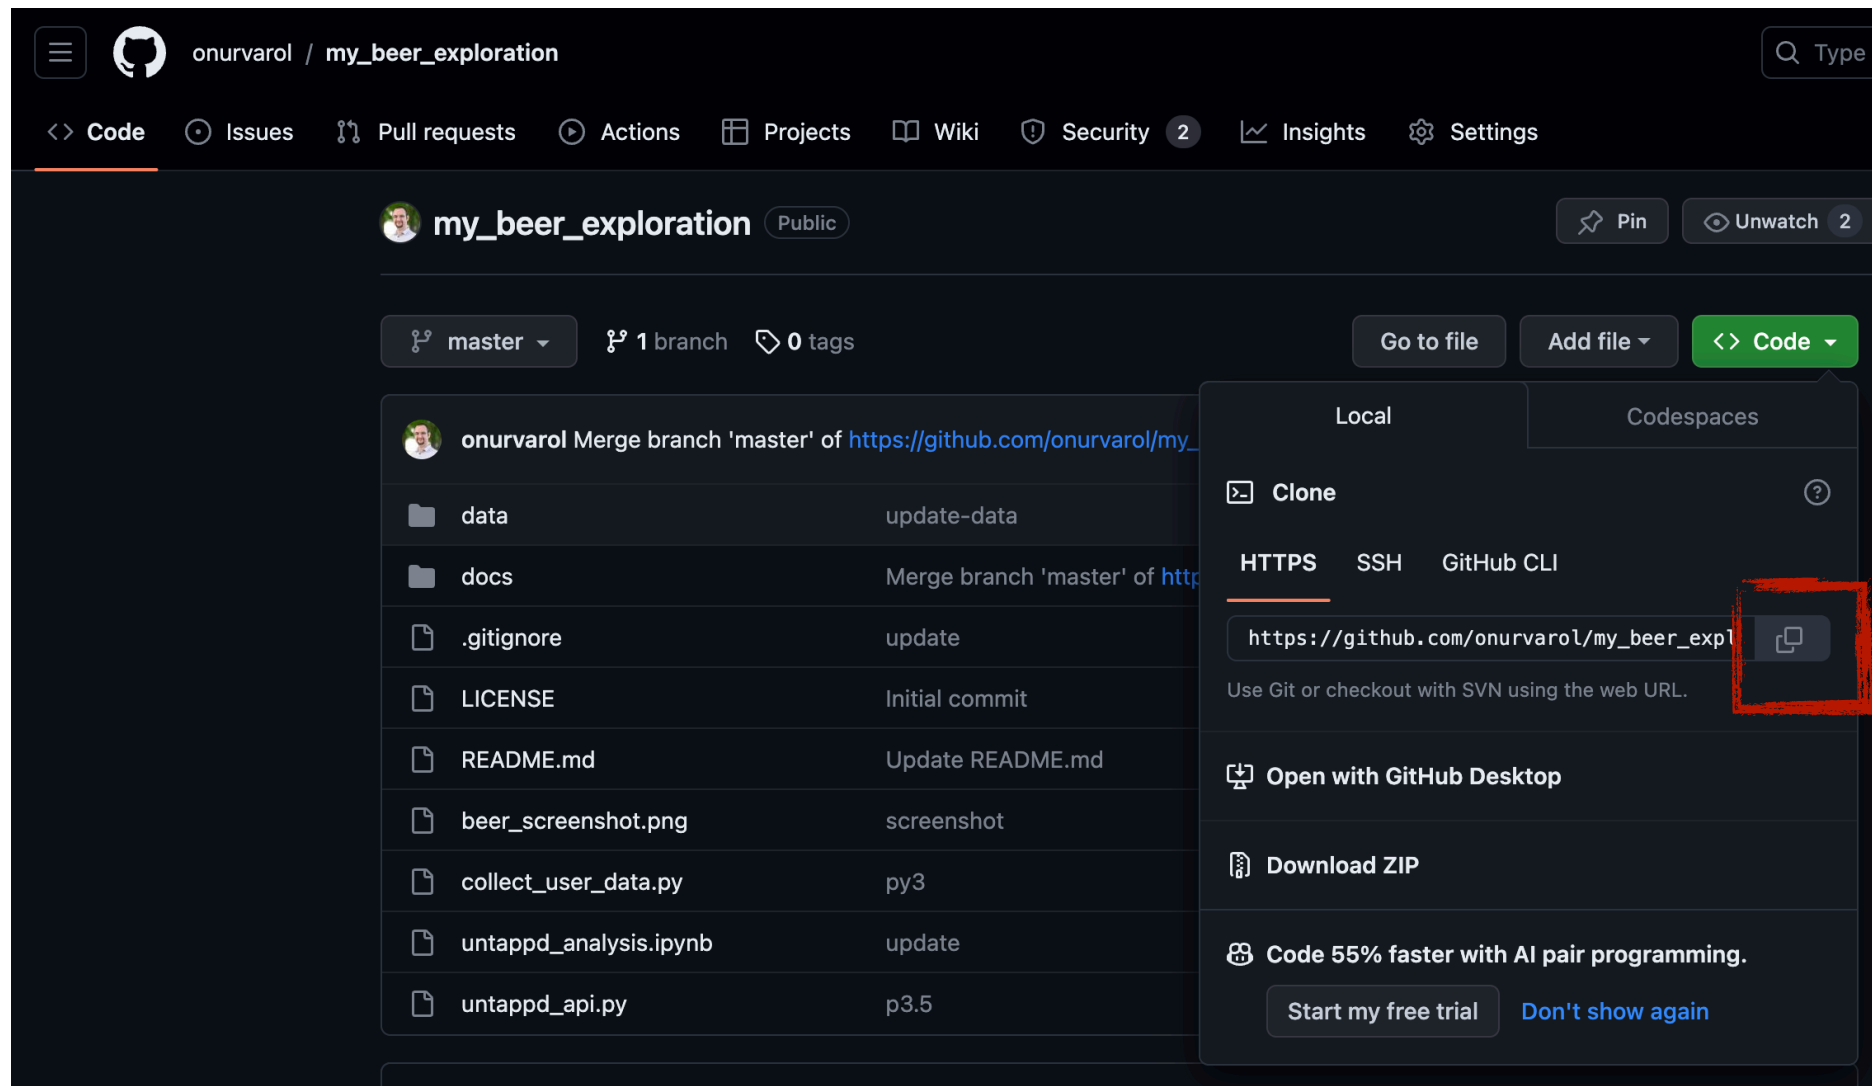 onurvarol / my_beer_exploration
Type
Code Issues Pull requests Actions Projects Wiki Security 2 Insights Settings
my_beer_exploration Public
Pin Unwatch 2
master 1 branch 0 tags
Go to file Add file Code
onurvarol Merge branch 'master' of https://github.com/onurvarol/my_
data update-data
docs Merge branch 'master' of http
.gitignore update
LICENSE Initial commit
README.md Update README.md
beer_screenshot.png screenshot
collect_user_data.py py3
untappd_analysis.ipynb update
untappd_api.py p3.5
Local Codespaces
Clone
HTTPS SSH GitHub CLI
https://github.com/onurvarol/my_beer_expl
Use Git or checkout with SVN using the web URL.
Open with GitHub Desktop
Download ZIP
Code 55% faster with AI pair programming.
Start my free trial Don't show again